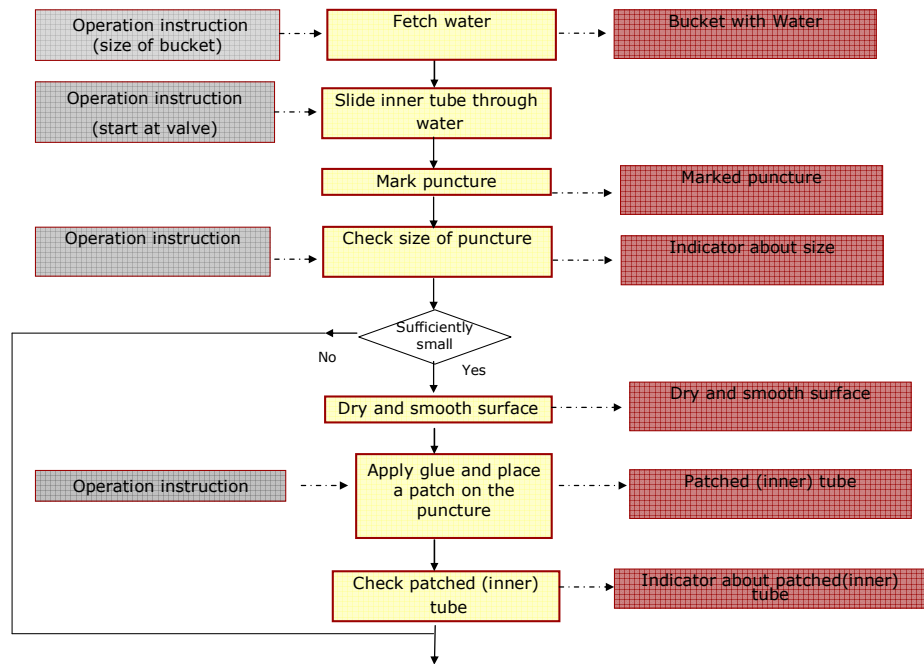 Operation instruction
(size of bucket)
Fetch water
Bucket with Water
Operation instruction
(start at valve)
Slide inner tube through
water
Mark puncture
Marked puncture
Operation instruction
Check size of puncture
Indicator about size
Sufficiently
small
No
Yes
Dry and smooth surface
Dry and smooth surface
Operation instruction
Apply glue and place
a patch on the
puncture
Patched (inner) tube
Check patched (inner)
tube
Indicator about patched(inner)
tube